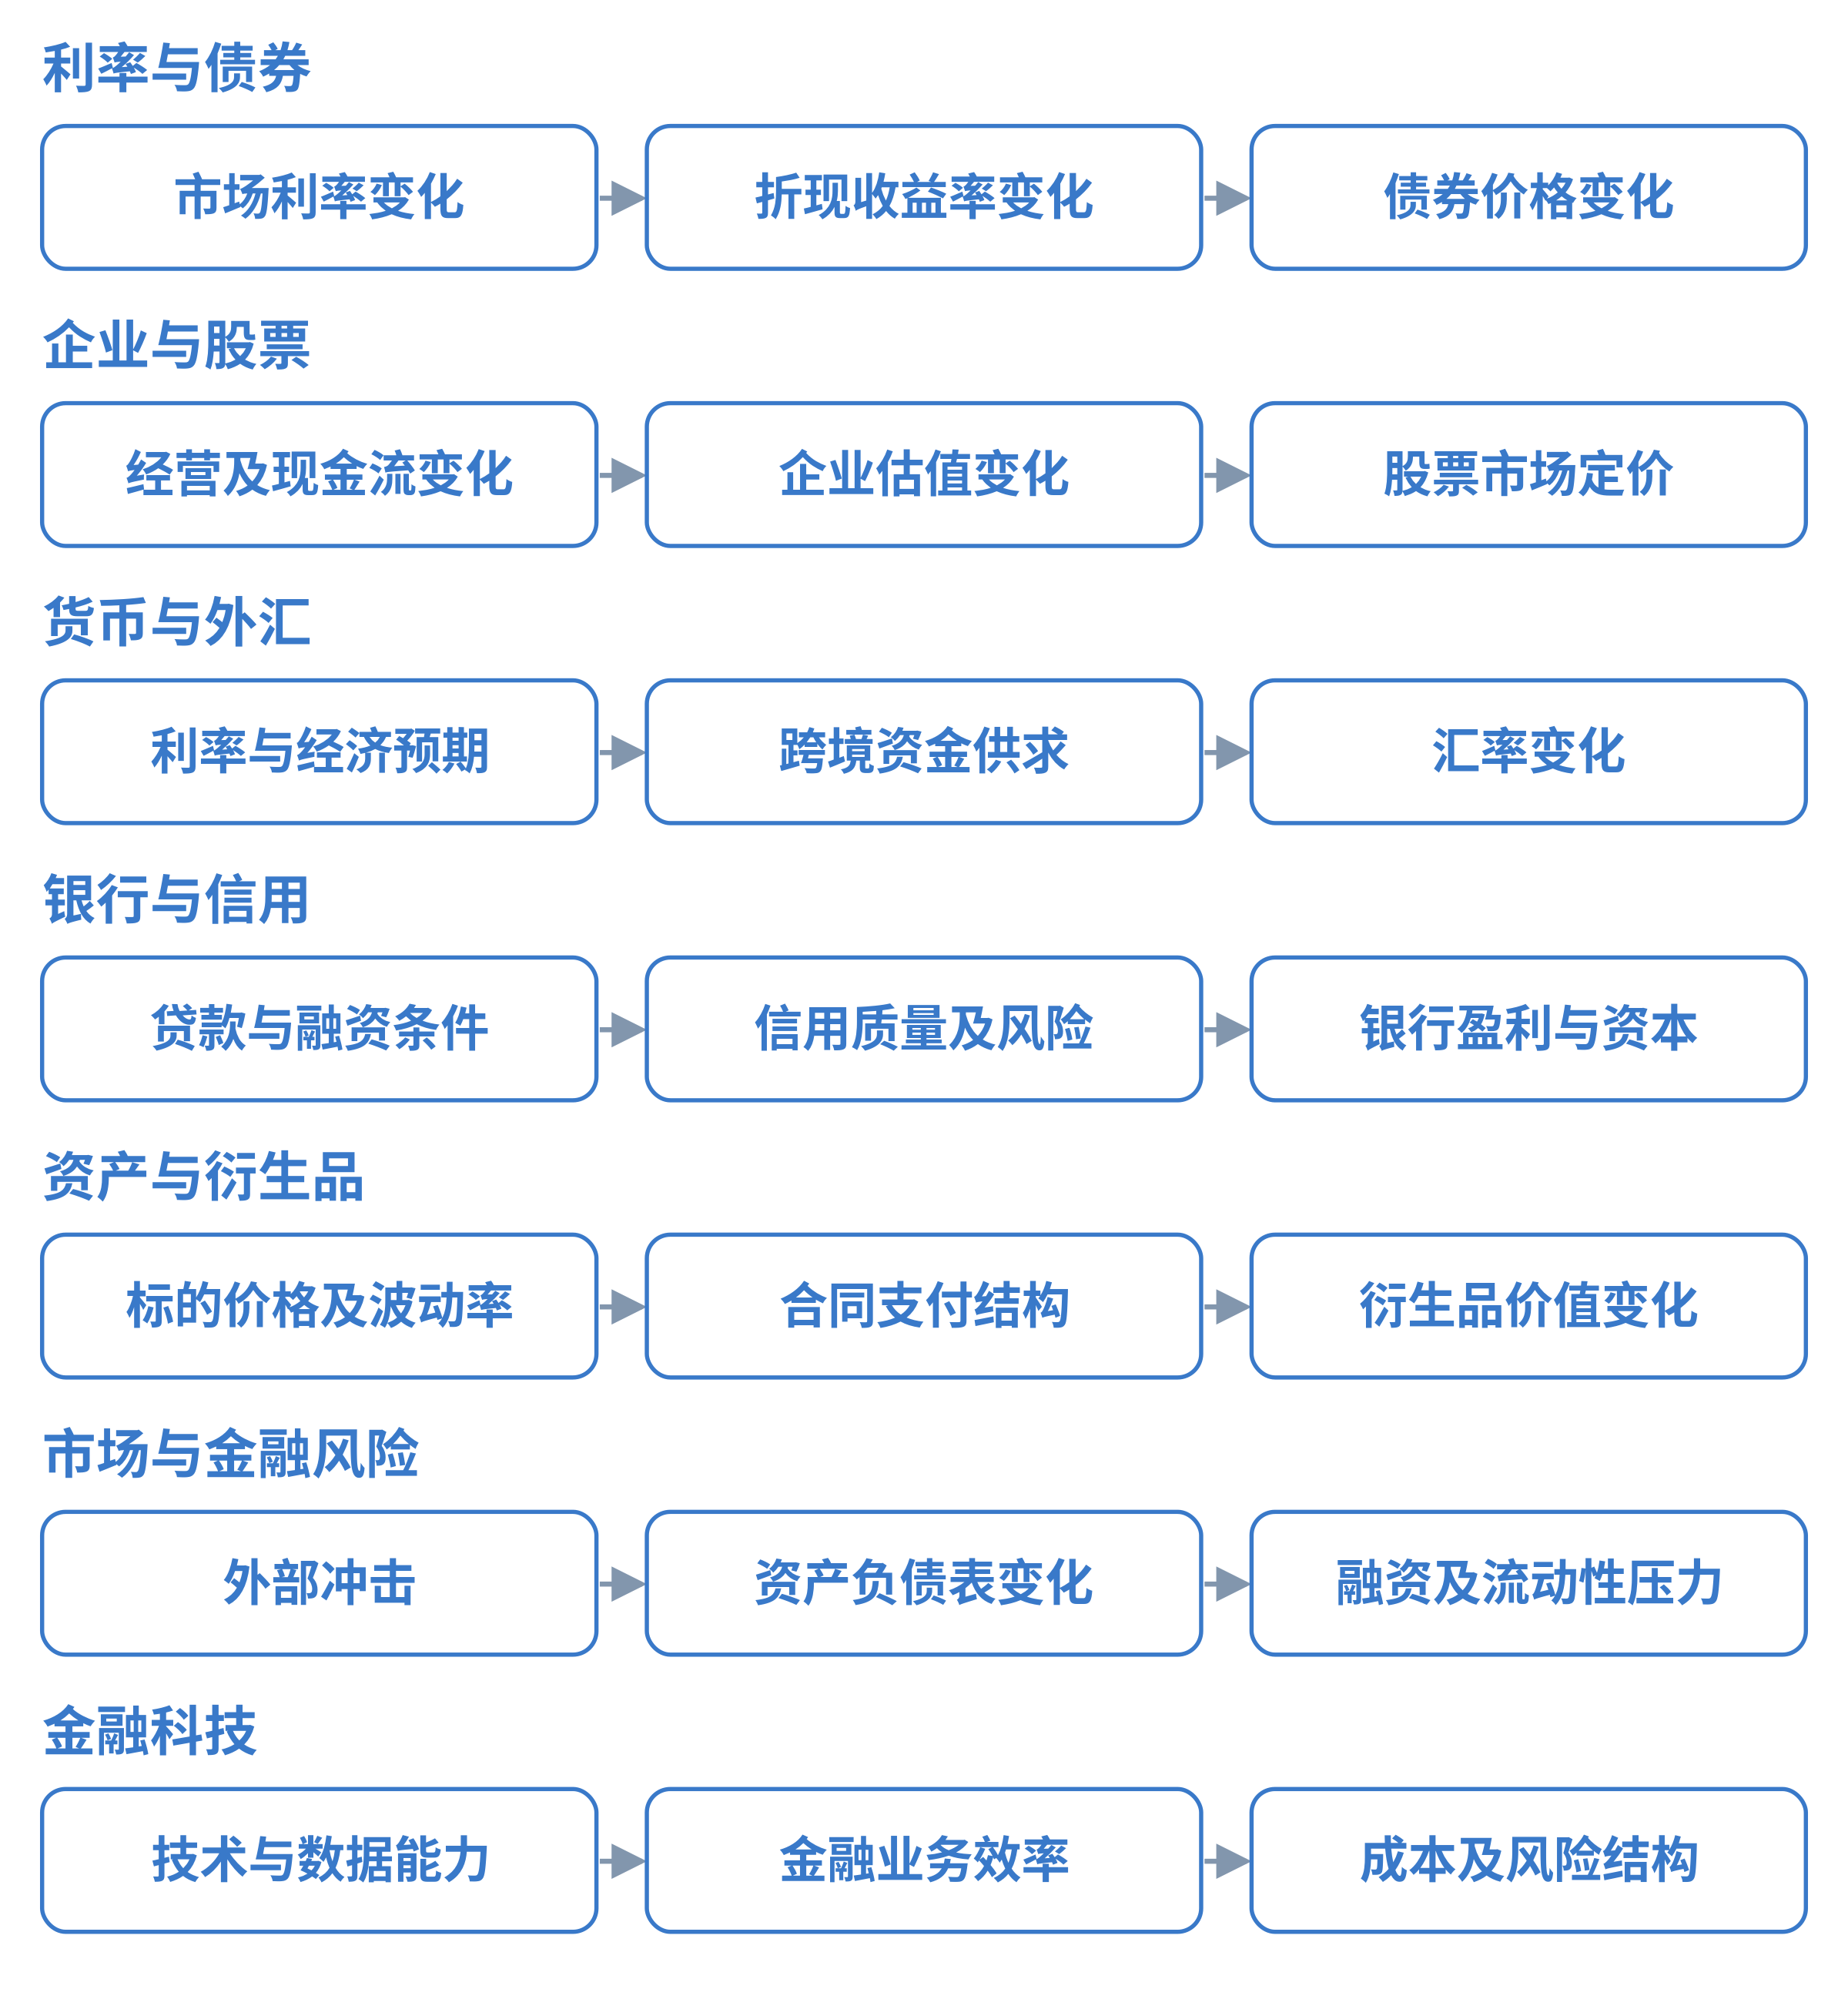 利率与债券
市场利率变化 折现收益率变化 债券价格变化
企业与股票
经营及现金流变化 企业估值变化 股票市场定价
货币与外汇
利率与经济预期 跨境资金供求 汇率变化
银行与信用
贷款与融资条件 信用质量及风险 银行盈利与资本
资产与衍生品
标的价格及波动率 合同支付结构 衍生品价值变化
市场与金融风险
外部冲击 资产负债表变化 融资及流动性压力
金融科技
技术与数据能力 金融业务效率 成本及风险结构